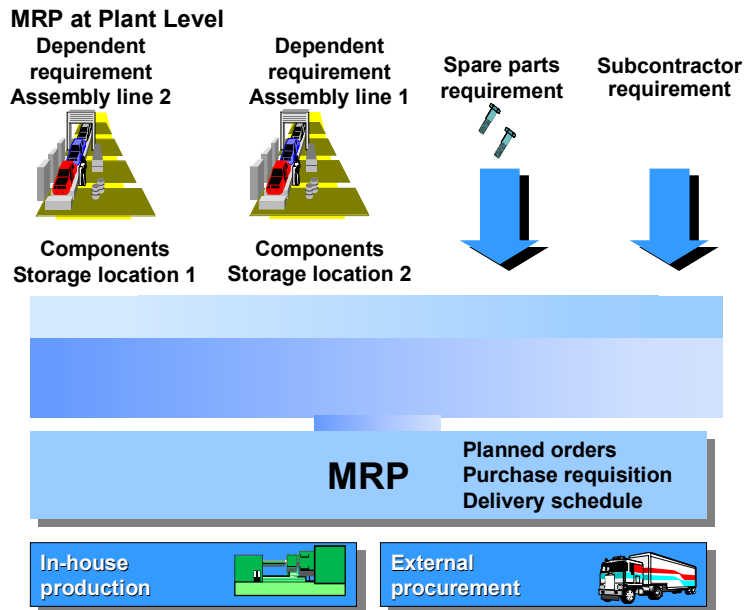 MRP at Plant Level
Dependent
requirement
Assembly line 2
Dependent
requirement
Assembly line 1
Spare parts
requirement
Subcontractor
requirement
Components
Storage location 1
Components
Storage location 2
MRP
Planned orders
Purchase requisition
Delivery schedule
In-house
production
External
procurement